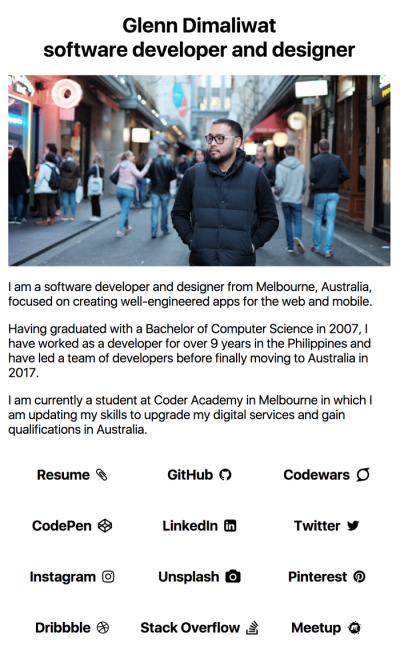 Glenn Dimaliwat
software developer and designer
I am a software developer and designer from Melbourne, Australia,
focused on creating well-engineered apps for the web and mobile.
Having graduated with a Bachelor of Computer Science in 2007, I
have worked as a developer for over 9 years in the Philippines and
have led a team of developers before finally moving to Australia in
2017.
I am currently a student at Coder Academy in Melbourne in which I
am updating my skills to upgrade my digital services and gain
qualifications in Australia.
Resume GitHub Codewars
CodePen LinkedIn Twitter
Instagram Unsplash Pinterest
Dribbble Stack Overflow Meetup